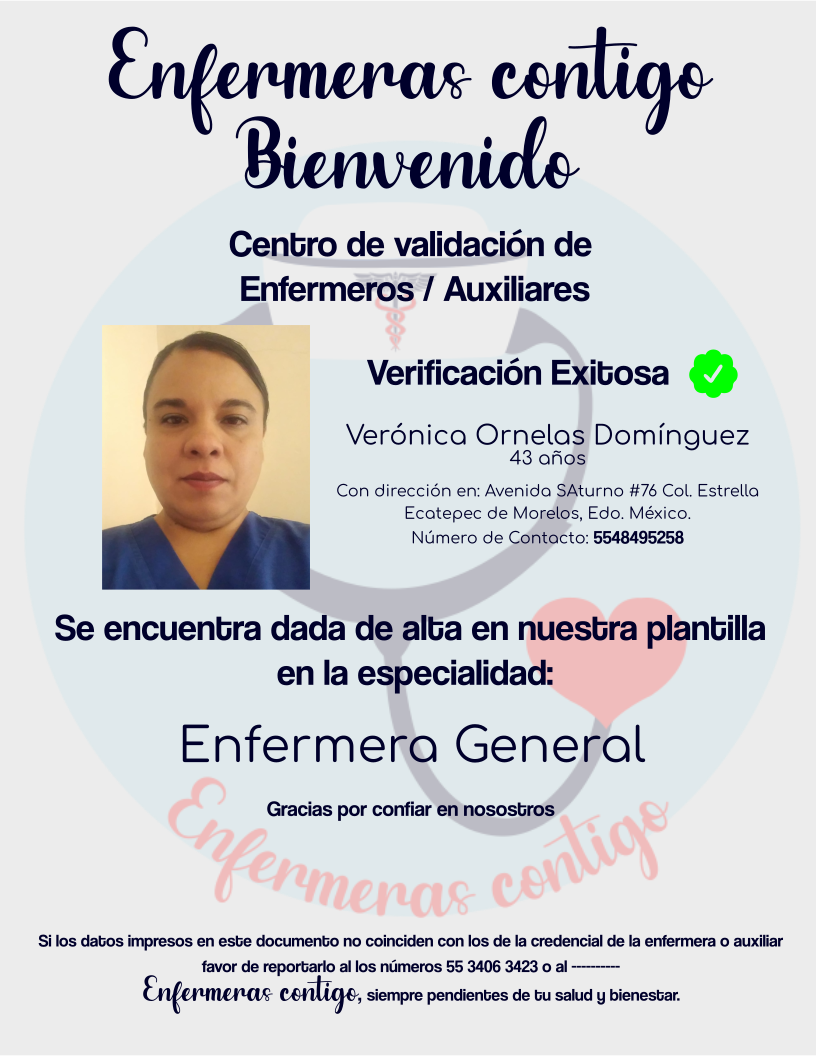 Enfermeras contigo
Bienvenido
Centro de validación de
Enfermeros / Auxiliares
Verificación Exitosa
Verónica Ornelas Domínguez
43 años
Con dirección en: Avenida SAturno #76 Col. Estrella
Ecatepec de Morelos, Edo. México.
Número de Contacto: 5548495258
Se encuentra dada de alta en nuestra plantilla
en la especialidad:
Enfermera General
Gracias por confiar en nosostros
Enfermeras contigo
Si los datos impresos en este documento no coinciden con los de la credencial de la enfermera o auxiliar
favor de reportarlo al los números 55 3406 3423 o al ----------
Enfermeras contigo, siempre pendientes de tu salud y bienestar.